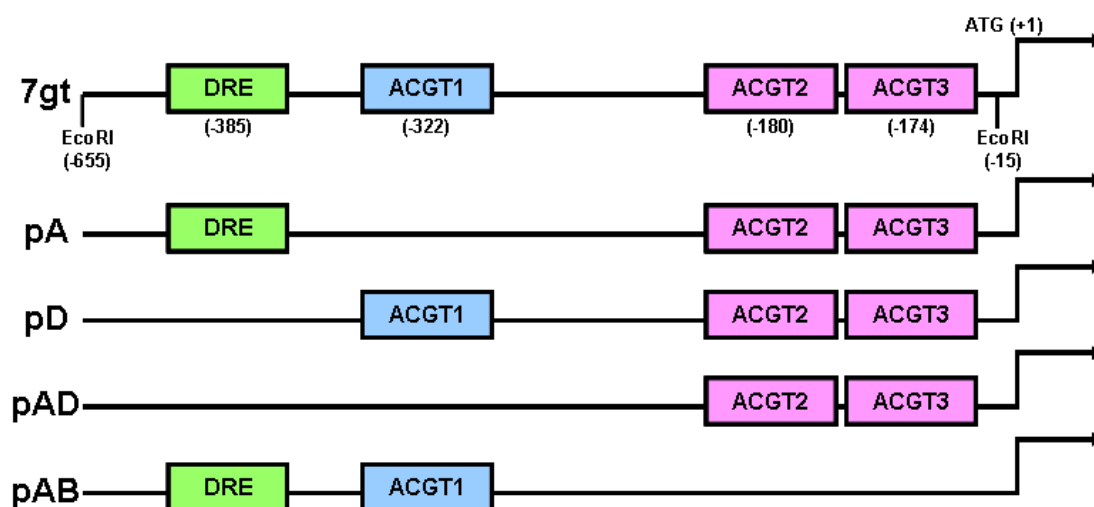 ATG (+1)
7gt DRE ACGT1 ACGT2 ACGT3
(-385) (-322) (-180) (-174)
EcoRI EcoRI
(-655) (-15)
pA DRE ACGT2 ACGT3
pD ACGT1 ACGT2 ACGT3
pAD ACGT2 ACGT3
pAB DRE ACGT1